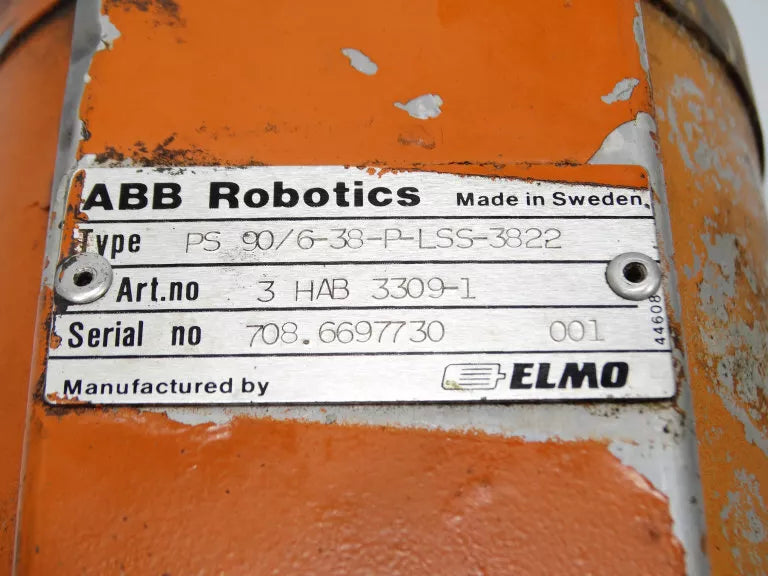 ABB Robotics Made in Sweden
Type PS 90/6-38-P-LSS-3822
Art.no 3 HAB 3309-1
Serial no 708.6697730 001
Manufactured by ELMO
44608